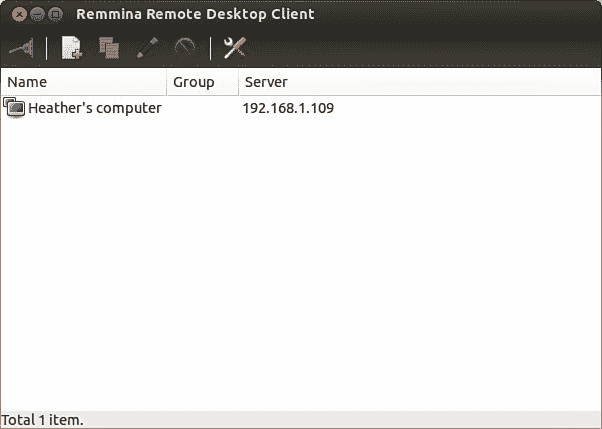 Remmina Remote Desktop Client
Name Group Server
Heather's computer 192.168.1.109
Total 1 item.